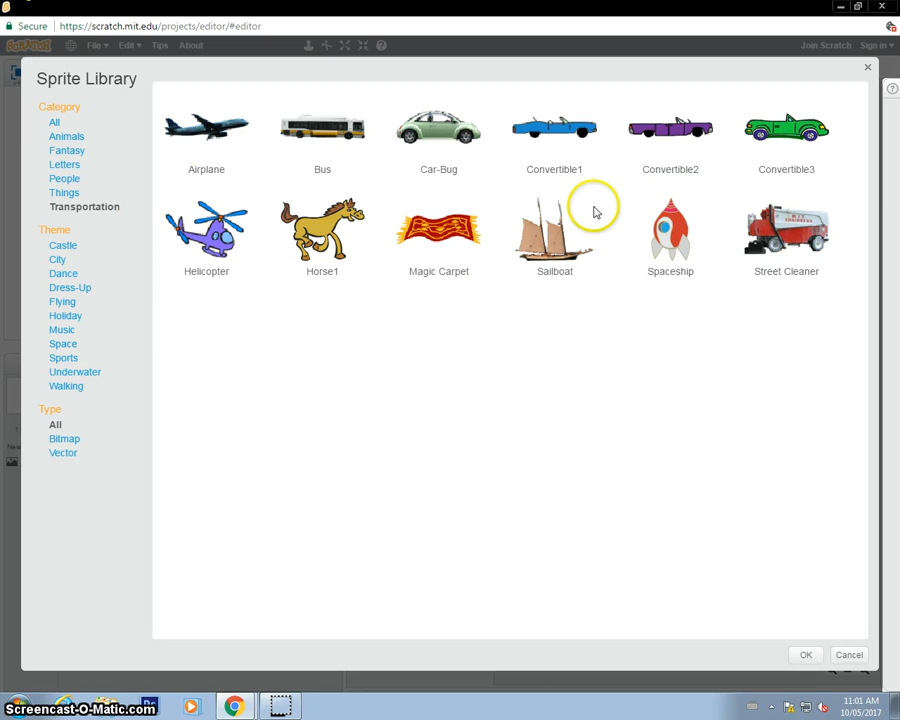 Secure https://scratch.mit.edu/projects/editor/#editor
SCRATCH File Edit Tips About Join Scratch Sign in
Sprite Library
Category
All
Animals
Fantasy
Letters
People
Things
Transportation
Theme
Castle
City
Dance
Dress-Up
Flying
Holiday
Music
Space
Sports
Underwater
Walking
Type
All
Bitmap
Vector
Airplane Bus Car-Bug Convertible1 Convertible2 Convertible3
Helicopter Horse1 Magic Carpet Sailboat Spaceship Street Cleaner
OK Cancel
Screencast-O-Matic.com
11:01 AM
10/05/2017